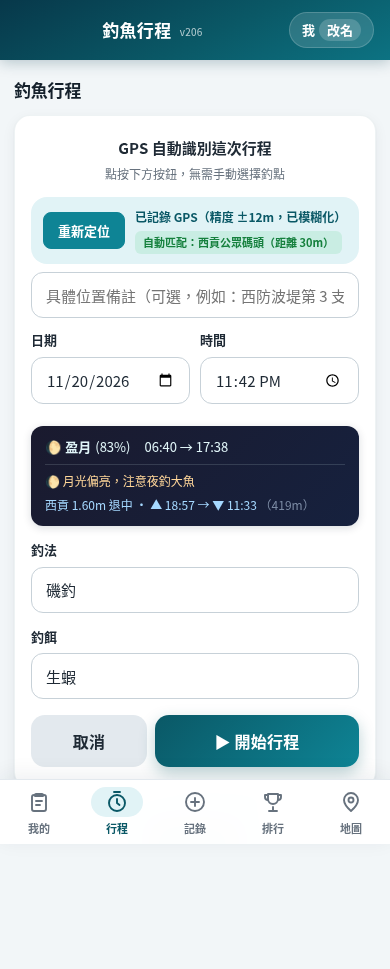 釣魚行程 v206
我 改名
釣魚行程
GPS 自動識別這次行程
點按下方按鈕，無需手動選擇釣點
重新定位
已記錄 GPS（精度 ±12m，已模糊化）
自動匹配：西貢公眾碼頭（距離 30m）
具體位置備註（可選，例如：西防波堤第 3 支
日期
時間
11/20/2026
11:42 PM
盈月 (83%) 06:40 → 17:38
月光偏亮，注意夜釣大魚
西貢 1.60m 退中 · ▲ 18:57 → ▼ 11:33 （419m）
釣法
磯釣
釣餌
生蝦
取消
▶ 開始行程
我的
行程
記錄
排行
地圖